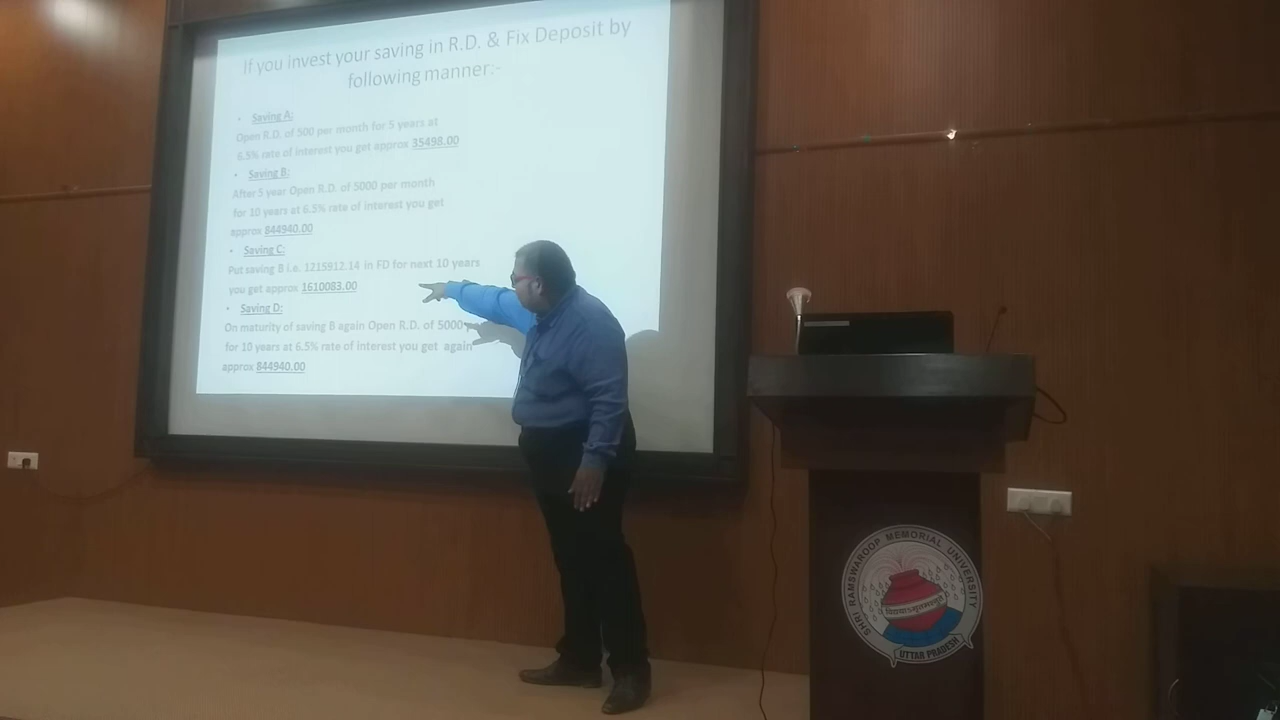 If you invest your saving in R.D. & Fix Deposit by
following manner:-
• Saving A:
Open R.D. of 500 per month for 5 years at
6.5% rate of interest you get approx 35498.00
• Saving B:
After 5 year Open R.D. of 5000 per month
for 10 years at 6.5% rate of interest you get
approx 844940.00
• Saving C:
Put saving B i.e. 1215912.14 in FD for next 10 years
you get approx 1610083.00
• Saving D:
On maturity of saving B again Open R.D. of 5000
for 10 years at 6.5% rate of interest you get again
approx 844940.00
SHRI RAMSWAROOP MEMORIAL UNIVERSITY
UTTAR PRADESH